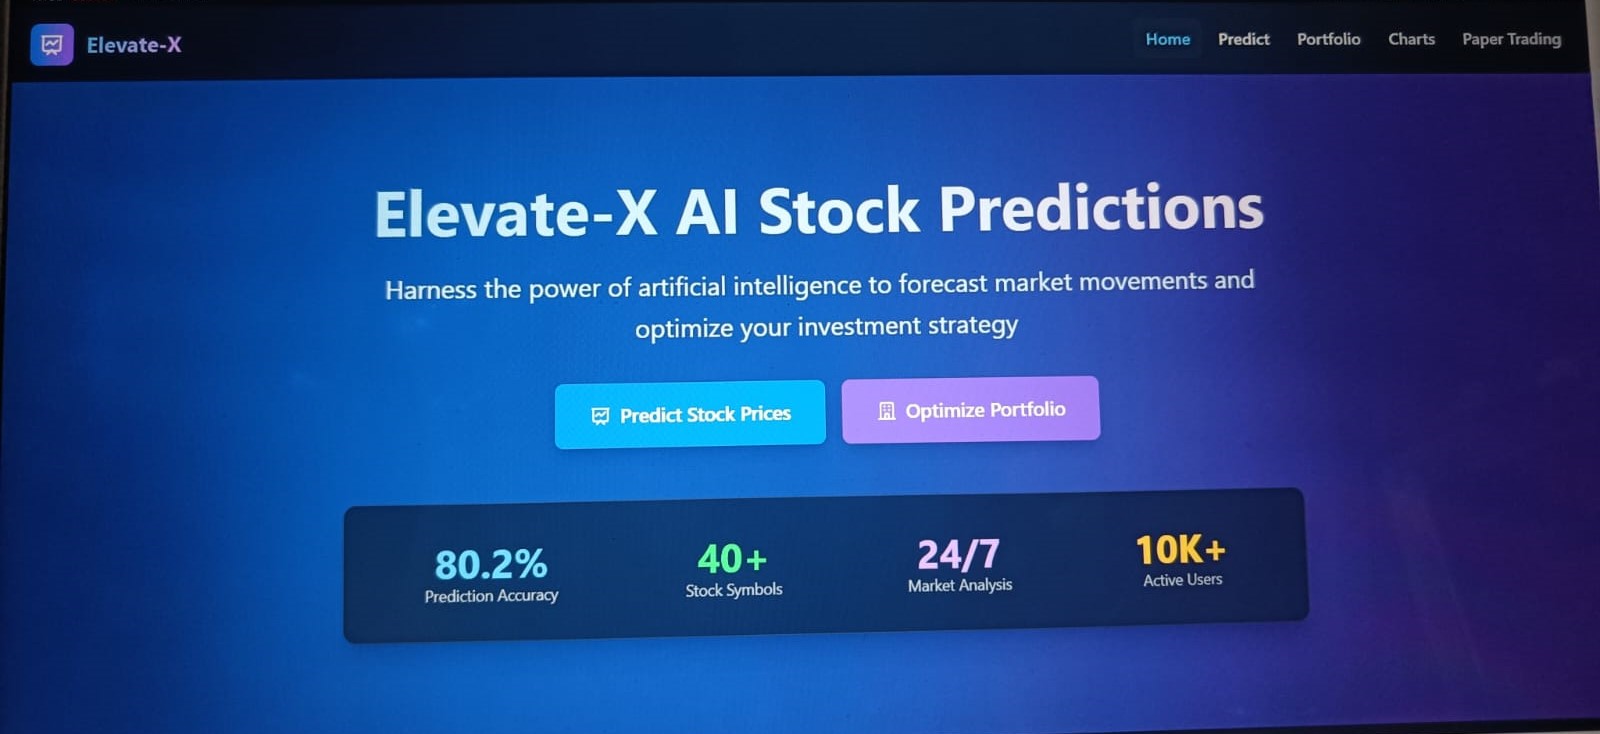 Elevate-X
Home Predict Portfolio Charts Paper Trading
Elevate-X AI Stock Predictions
Harness the power of artificial intelligence to forecast market movements and
optimize your investment strategy
Predict Stock Prices Optimize Portfolio
80.2% 40+ 24/7 10K+
Prediction Accuracy Stock Symbols Market Analysis Active Users